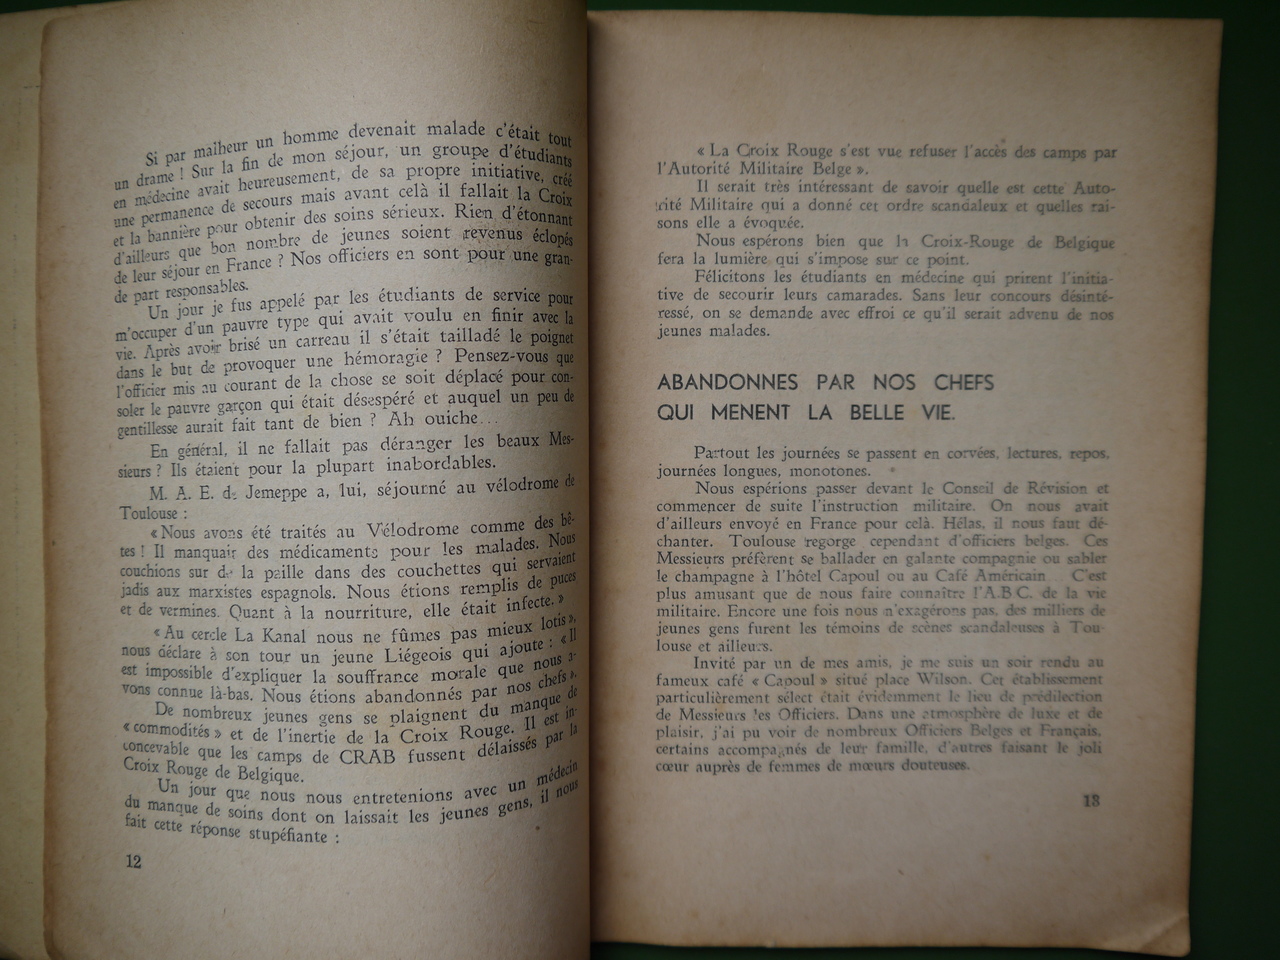 Si par malheur un homme devenait malade c'était tout
un drame ! Sur la fin de mon séjour, un groupe d'étudiants
en médecine avait heureusement, de sa propre initiative, créé
une permanence de secours mais avant celà il fallait la Croix
et la bannière pour obtenir des soins sérieux. Rien d'étonnant
d'ailleurs que bon nombre de jeunes soient revenus éclopés
de leur séjour en France ? Nos officiers en sont pour une gran-
de part responsables.
Un jour je fus appelé par les étudiants de service pour
m'occuper d'un pauvre type qui avait voulu en finir avec la
vie. Après avoir brisé un carreau il s'était tailladé le poignet
dans le but de provoquer une hémoragie ? Pensez-vous que
l'officier mis au courant de la chose se soit déplacé pour con-
soler le pauvre garçon qui était désespéré et auquel un peu de
gentillesse aurait fait tant de bien ? Ah ouiche...
En général, il ne fallait pas déranger les beaux Mes-
sieurs ? Ils étaient pour la plupart inabordables.
M. A. E. de Jemeppe a, lui, séjourné au vélodrome de
Toulouse :
« Nous avons été traités au Vélodrome comme des bê-
tes ! Il manquait des médicaments pour les malades. Nous
couchions sur de la paille dans des couchettes qui servaient
jadis aux marxistes espagnols. Nous étions remplis de puces
et de vermines. Quant à la nourriture, elle était infecte. »
« Au cercle La Kanal nous ne fûmes pas mieux lotis »,
nous déclare à son tour un jeune Liégeois qui ajoute : « Il
est impossible d'expliquer la souffrance morale que nous a-
vons connue là-bas. Nous étions abandonnés par nos chefs ».
De nombreux jeunes gens se plaignent du manque de
« commodités » et de l'inertie de la Croix Rouge. Il est in-
concevable que les camps de CRAB fussent délaissés par la
Croix Rouge de Belgique.
Un jour que nous nous entretenions avec un médecin
du manque de soins dont on laissait les jeunes gens, il nous
fait cette réponse stupéfiante :
12
« La Croix Rouge s'est vue refuser l'accès des camps par
l'Autorité Militaire Belge ».
Il serait très intéressant de savoir quelle est cette Auto-
rité Militaire qui a donné cet ordre scandaleux et quelles rai-
sons elle a évoquée.
Nous espérons bien que la Croix-Rouge de Belgique
fera la lumière qui s'impose sur ce point.
Félicitons les étudiants en médecine qui prirent l'initia-
tive de secourir leurs camarades. Sans leur concours désinté-
ressé, on se demande avec effroi ce qu'il serait advenu de nos
jeunes malades.
ABANDONNES PAR NOS CHEFS
QUI MENENT LA BELLE VIE.
Partout les journées se passent en corvées, lectures, repos,
journées longues, monotones.
Nous espérions passer devant le Conseil de Révision et
commencer de suite l'instruction militaire. On nous avait
d'ailleurs envoyé en France pour celà. Hélas, il nous faut dé-
chanter. Toulouse regorge cependant d'officiers belges. Ces
Messieurs préfèrent se ballader en galante compagnie ou sabler
le champagne à l'hôtel Capoul ou au Café Américain... C'est
plus amusant que de nous faire connaître l'A.B.C. de la vie
militaire. Encore une fois nous n'exagérons pas, des milliers de
jeunes gens furent les témoins de scènes scandaleuses à Tou-
louse et ailleurs.
Invité par un de mes amis, je me suis un soir rendu au
fameux café « Capoul » situé place Wilson. Cet établissement
particulièrement sélect était évidemment le lieu de prédilection
de Messieurs les Officiers. Dans une atmosphère de luxe et de
plaisir, j'ai pu voir de nombreux Officiers Belges et Français,
certains accompagnés de leur famille, d'autres faisant le joli
cœur auprès de femmes de mœurs douteuses.
13